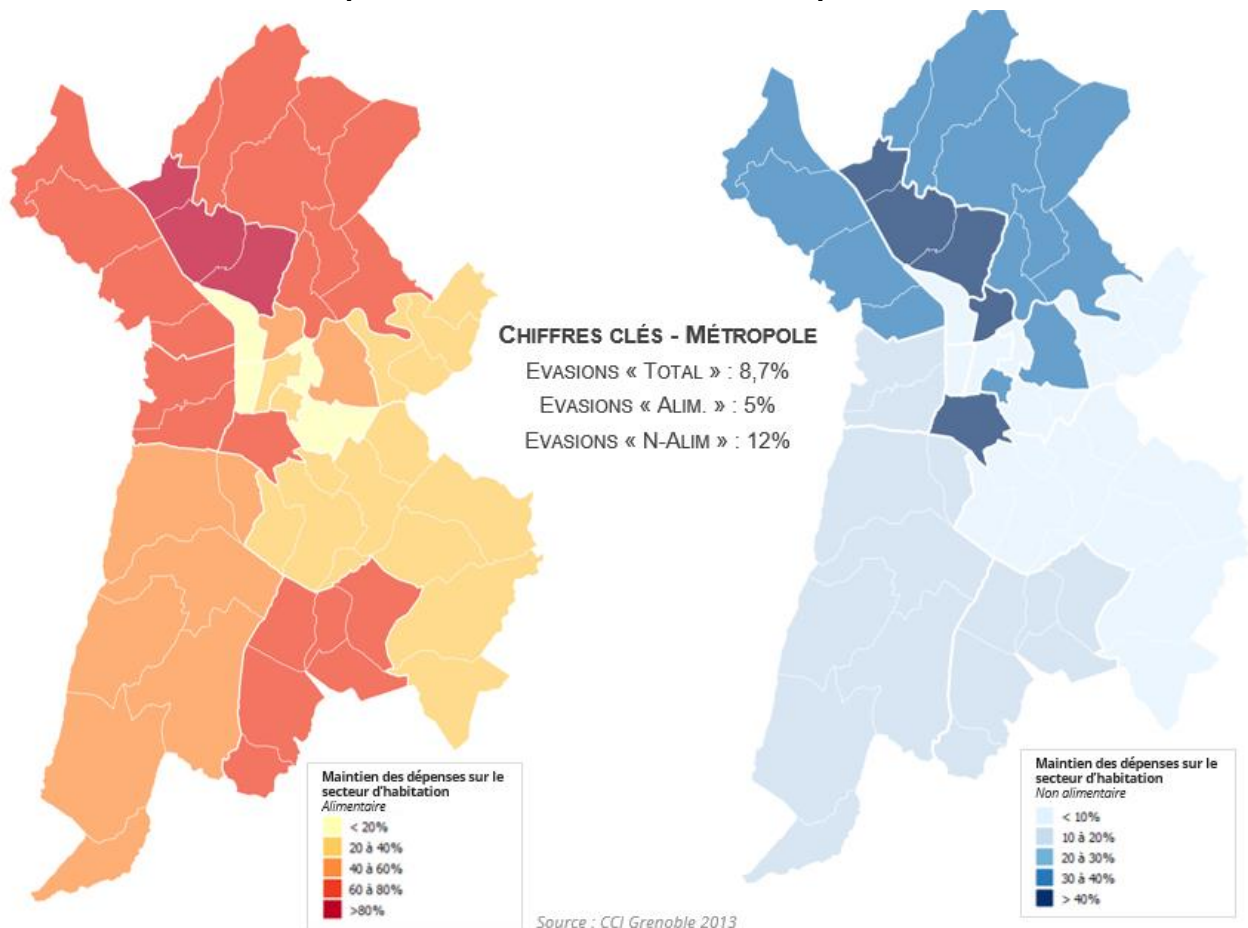 CHIFFRES CLÉS - MÉTROPOLE
EVASIONS « TOTAL » : 8,7%
EVASIONS « ALIM. » : 5%
EVASIONS « N-ALIM » : 12%
Maintien des dépenses sur le
secteur d'habitation
Alimentaire
< 20%
20 à 40%
40 à 60%
60 à 80%
>80%
Maintien des dépenses sur le
secteur d'habitation
Non alimentaire
< 10%
10 à 20%
20 à 30%
30 à 40%
> 40%
Source : CCI Grenoble 2013